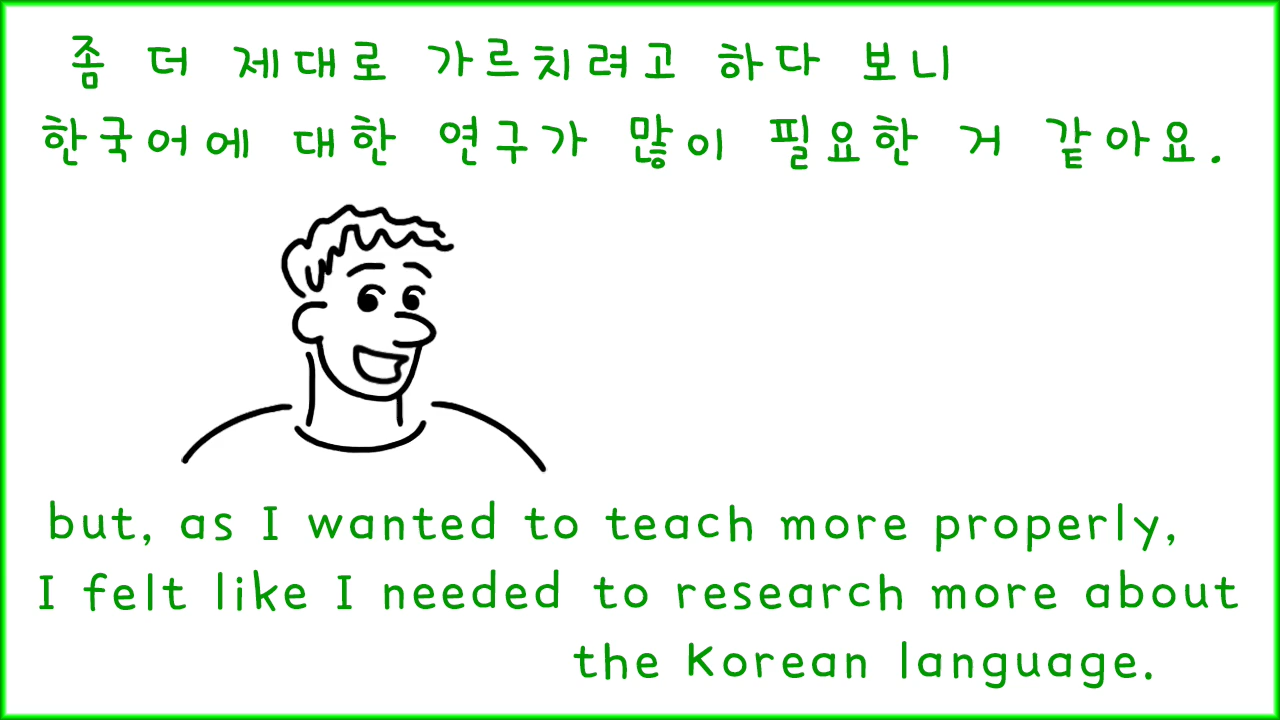 좀 더 제대로 가르치려고 하다 보니
한국어에 대한 연구가 많이 필요한 거 같아요.
but, as I wanted to teach more properly,
I felt like I needed to research more about
the Korean language.